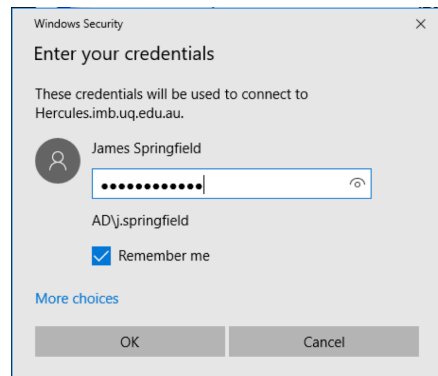 Windows Security
Enter your credentials
These credentials will be used to connect to
Hercules.imb.uq.edu.au.
James Springfield
●●●●●●●●●●●●
AD\j.springfield
Remember me
More choices
OK Cancel